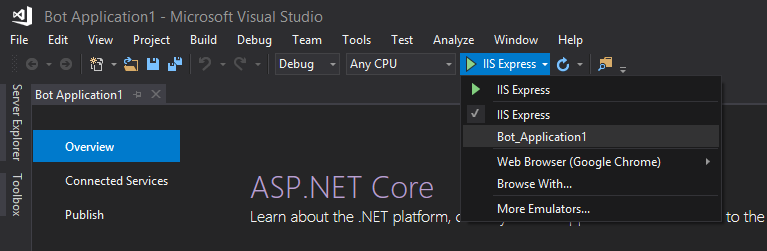 Bot Application1 - Microsoft Visual Studio
File Edit View Project Build Debug Team Tools Test Analyze Window Help
Debug Any CPU IIS Express
Server Explorer
Toolbox
Bot Application1
IIS Express
IIS Express
Bot_Application1
Web Browser (Google Chrome)
Browse With...
More Emulators...
Overview
Connected Services
Publish
ASP.NET Core
Learn about the .NET platform, to the